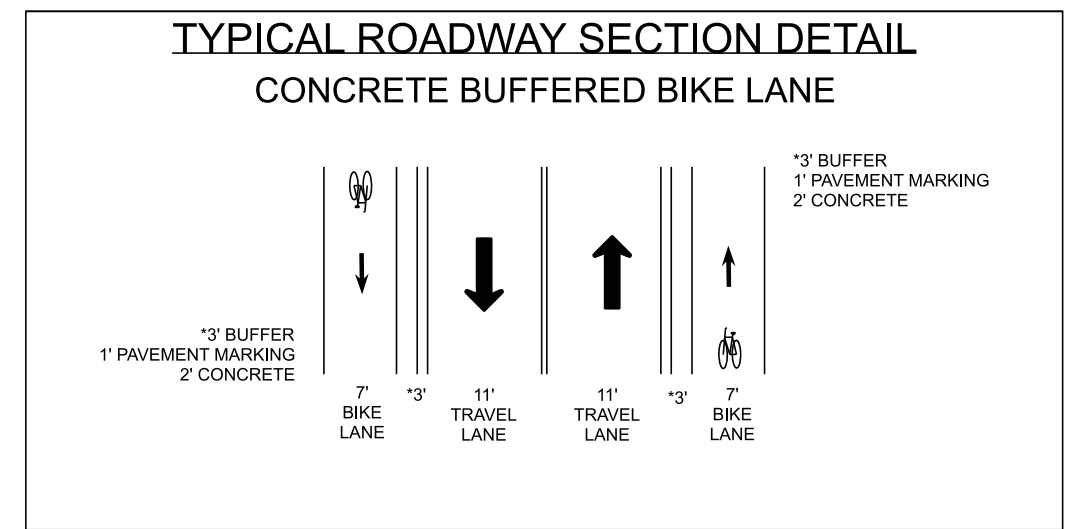 TYPICAL ROADWAY SECTION DETAIL
CONCRETE BUFFERED BIKE LANE
*3' BUFFER
1' PAVEMENT MARKING
2' CONCRETE
*3' BUFFER
1' PAVEMENT MARKING
2' CONCRETE
7'
BIKE
LANE
*3'
11'
TRAVEL
LANE
11'
TRAVEL
LANE
*3'
7'
BIKE
LANE